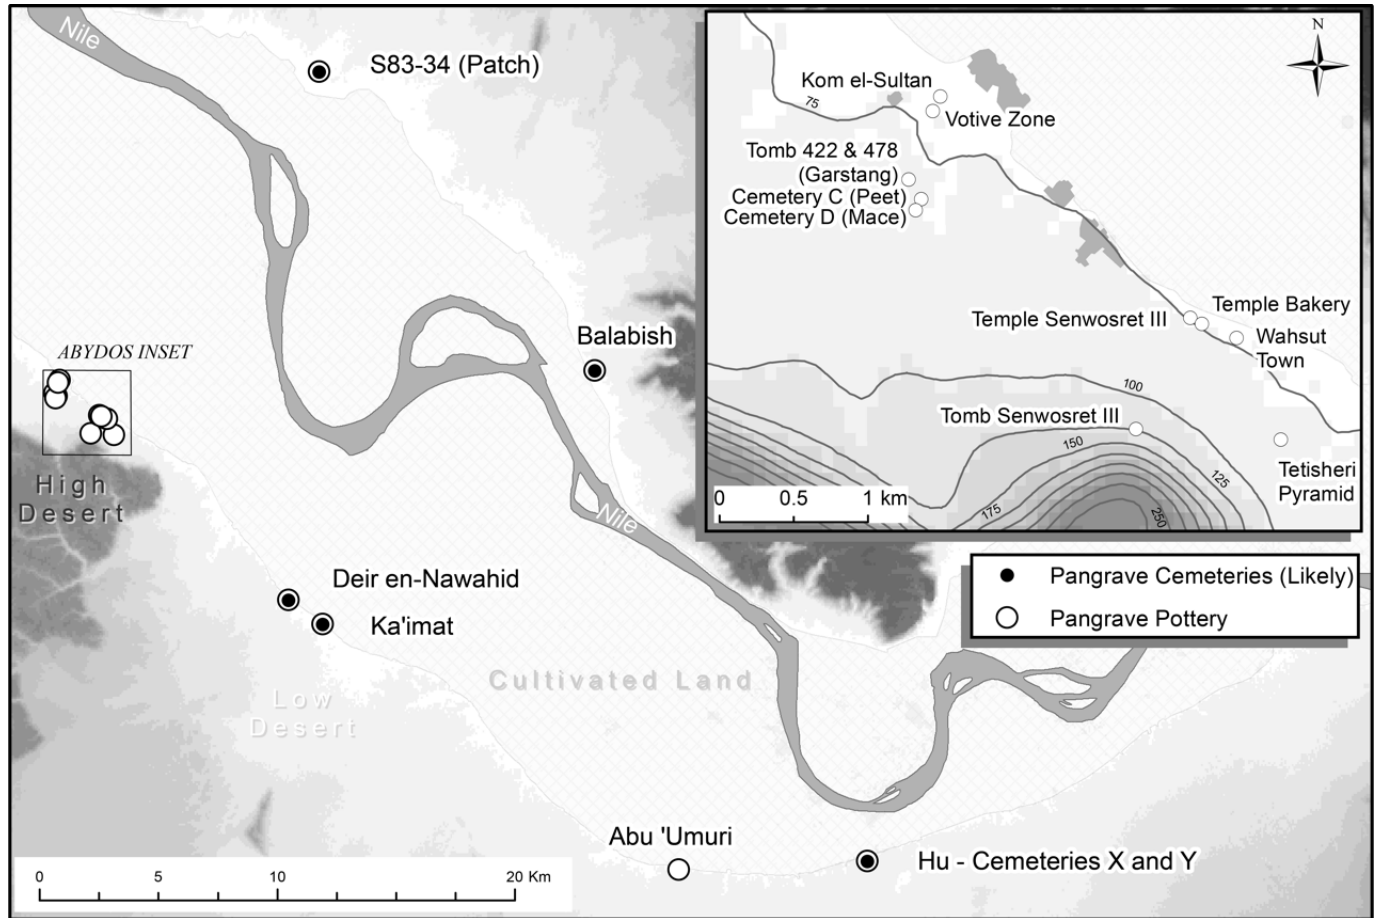 Nile
S83-34 (Patch)
Balabish
ABYDOS INSET
High
Desert
Nile
Deir en-Nawahid
Ka'imat
Cultivated Land
Low
Desert
Abu 'Umuri
Hu - Cemeteries X and Y
0 5 10 20 Km
N
Kom el-Sultan
75
Votive Zone
Tomb 422 & 478
(Garstang)
Cemetery C (Peet)
Cemetery D (Mace)
Temple Senwosret III
Temple Bakery
Wahsut
Town
100
Tomb Senwosret III
150
125
175
250
Tetisheri
Pyramid
0 0.5 1 km
Pangrave Cemeteries (Likely)
Pangrave Pottery